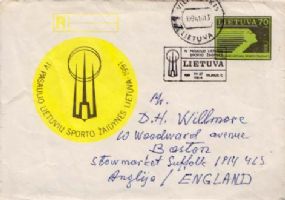 LIETUVA
LIETUVA 70
IV PASAULIO LIETUVIŲ
SPORTO ŽAIDYNĖS
LIETUVA
VILNIUS
IV PASAULIO LIETUVIŲ SPORTO ŽAIDYNĖS LIETUVA 1991
Mr.
D.H. Willmore
10 Woodward avenue
Boston
Stowmarket Suffolk IP14
Anglija / ENGLAND